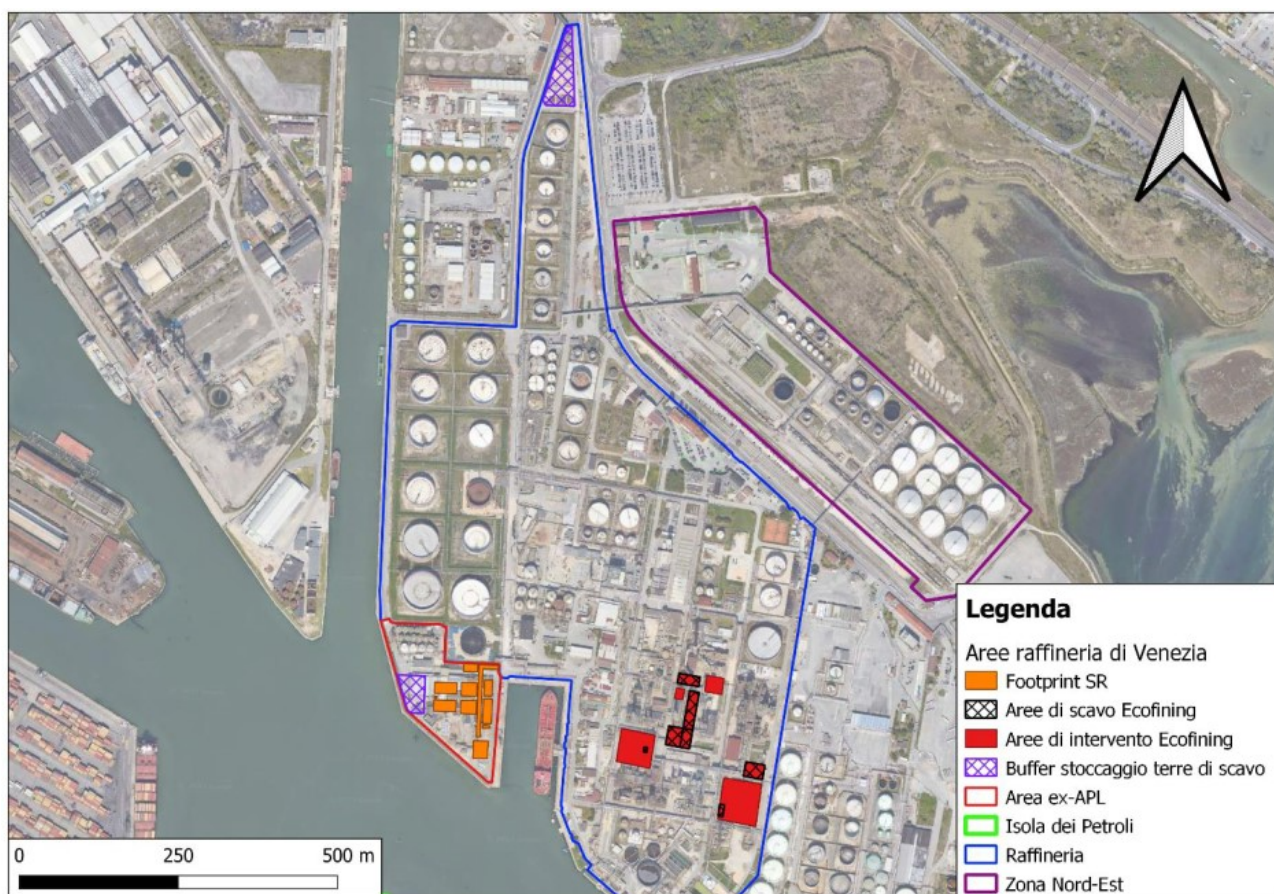 Legenda
Aree raffineria di Venezia
Footprint SR
Aree di scavo Ecofining
Aree di intervento Ecofining
Buffer stoccaggio terre di scavo
Area ex-APL
Isola dei Petroli
Raffineria
Zona Nord-Est
0 250 500 m